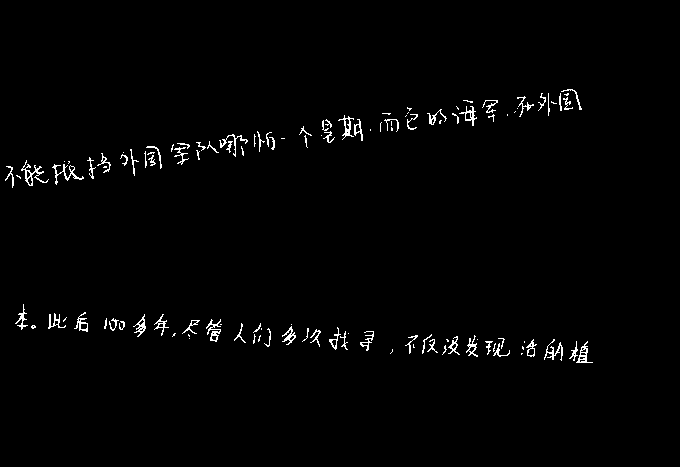 不能抵挡外国军队哪怕一个星期.而它的海军.在外国
本。此后100多年,尽管人们多次找寻,不仅没发现活的植